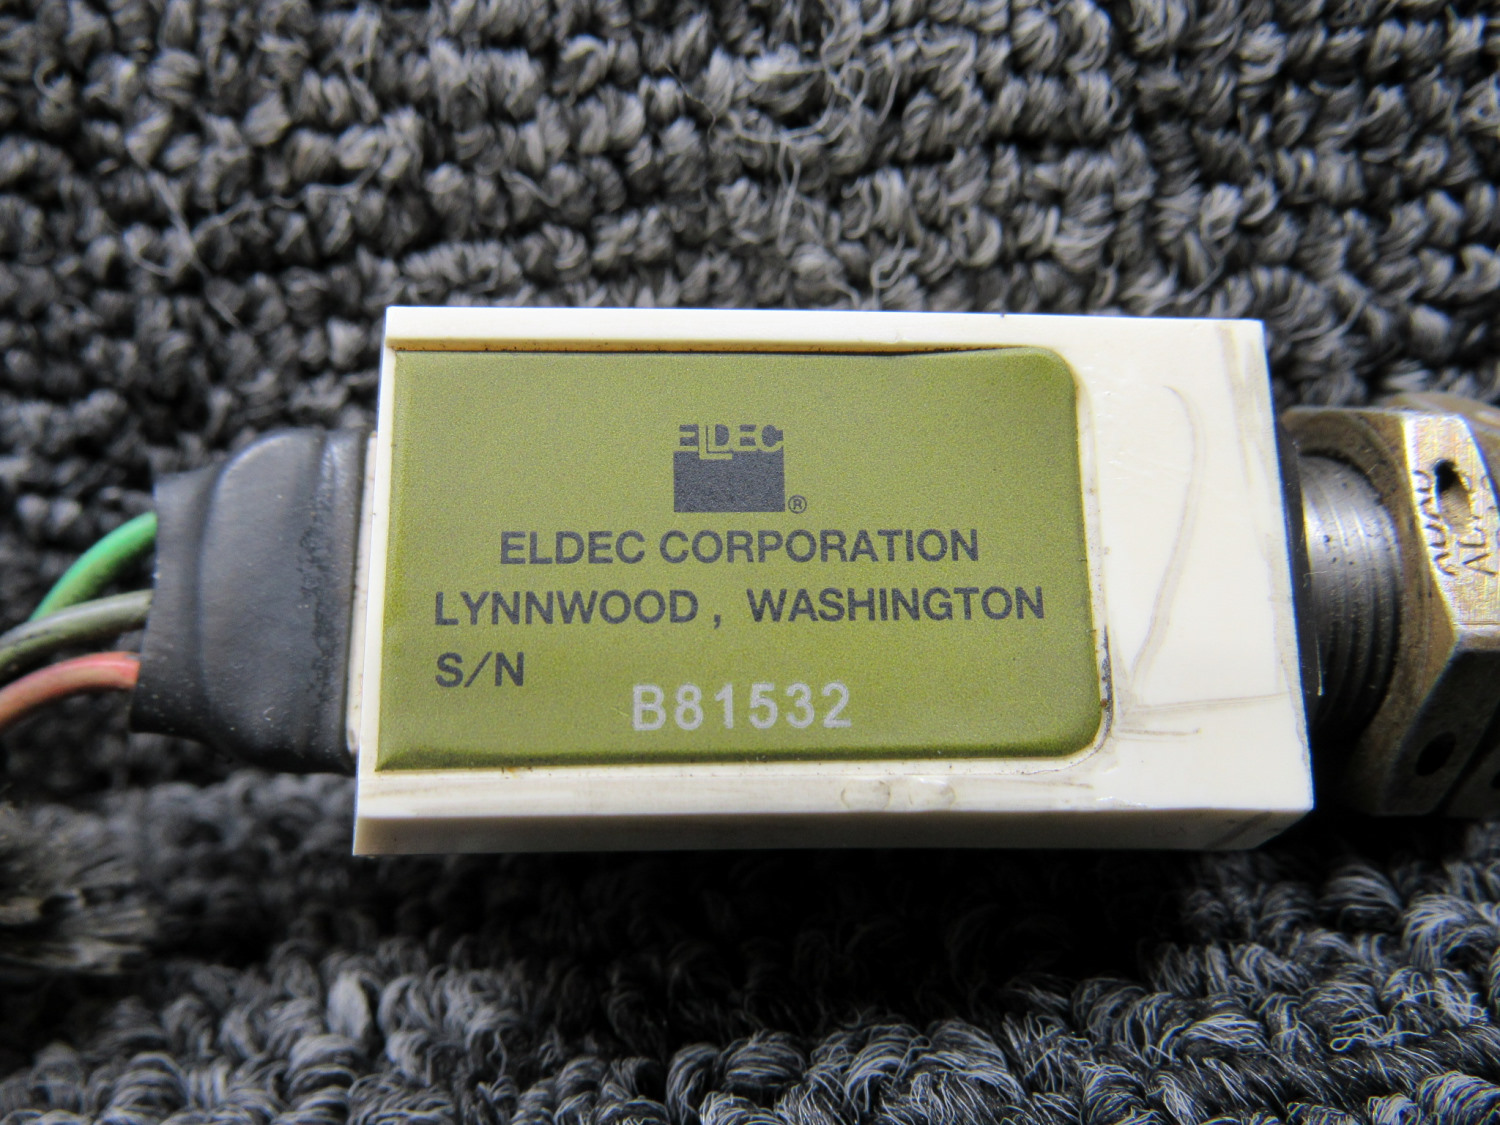 ELDEC
®
ELDEC CORPORATION
LYNNWOOD, WASHINGTON
S/N
B81532